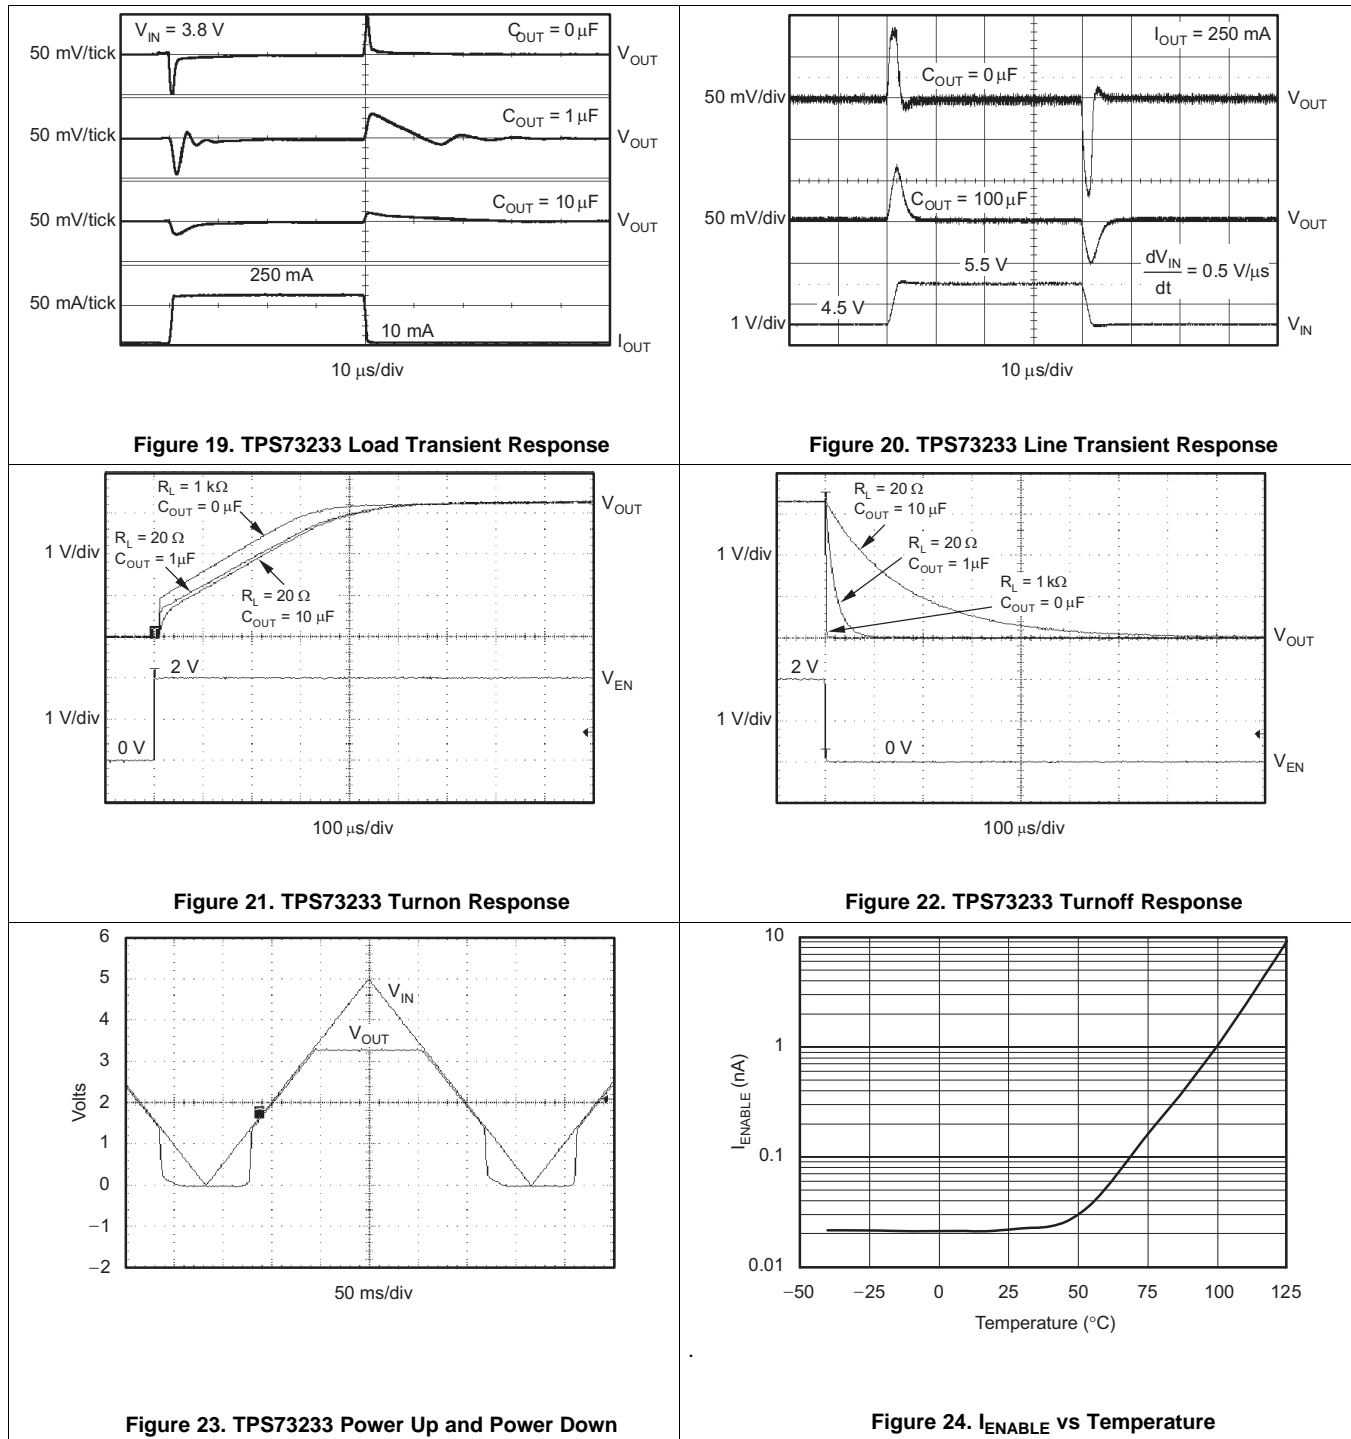 V_IN = 3.8 V
C_OUT = 0 μF
50 mV/tick
V_OUT
C_OUT = 1 μF
50 mV/tick
V_OUT
C_OUT = 10 μF
50 mV/tick
V_OUT
250 mA
50 mA/tick
10 mA
I_OUT
10 μs/div
Figure 19. TPS73233 Load Transient Response
I_OUT = 250 mA
C_OUT = 0 μF
50 mV/div
V_OUT
C_OUT = 100 μF
50 mV/div
V_OUT
5.5 V
dV_IN
dt
= 0.5 V/μs
4.5 V
1 V/div
V_IN
10 μs/div
Figure 20. TPS73233 Line Transient Response
R_L = 1 kΩ
C_OUT = 0 μF
V_OUT
R_L = 20 Ω
C_OUT = 1μF
1 V/div
R_L = 20 Ω
C_OUT = 10 μF
2 V
V_EN
1 V/div
0 V
100 μs/div
Figure 21. TPS73233 Turnon Response
R_L = 20 Ω
C_OUT = 10 μF
R_L = 20 Ω
C_OUT = 1μF
1 V/div
R_L = 1 kΩ
C_OUT = 0 μF
V_OUT
2 V
1 V/div
0 V
V_EN
100 μs/div
Figure 22. TPS73233 Turnoff Response
6
5
4
3
2
1
0
−1
−2
Volts
V_IN
V_OUT
50 ms/div
Figure 23. TPS73233 Power Up and Power Down
10
1
0.1
0.01
I_ENABLE (nA)
−50 −25 0 25 50 75 100 125
Temperature (°C)
.
Figure 24. I_ENABLE vs Temperature